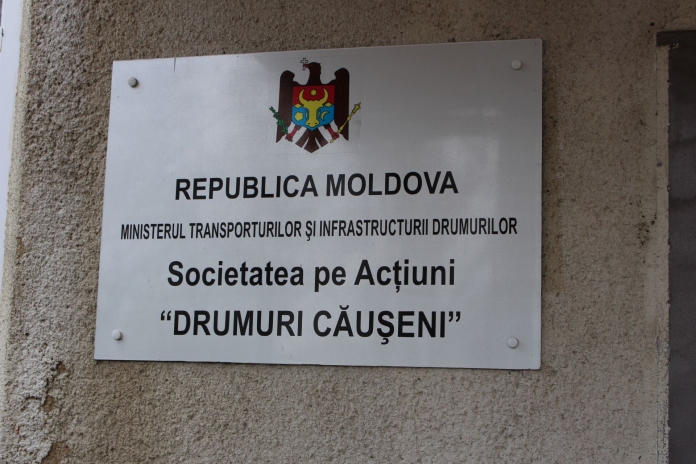 REPUBLICA MOLDOVA
MINISTERUL TRANSPORTURILOR ŞI INFRASTRUCTURII DRUMURILOR
Societatea pe Acţiuni
“DRUMURI CĂUŞENI”